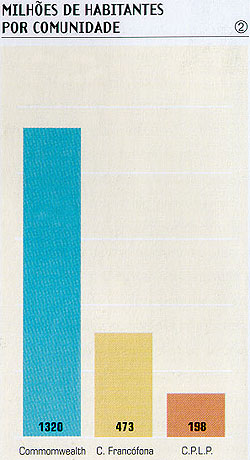 MILHÕES DE HABITANTES
POR COMUNIDADE
2
1320 473 198
Commonwealth C. Francófona C.P.L.P.